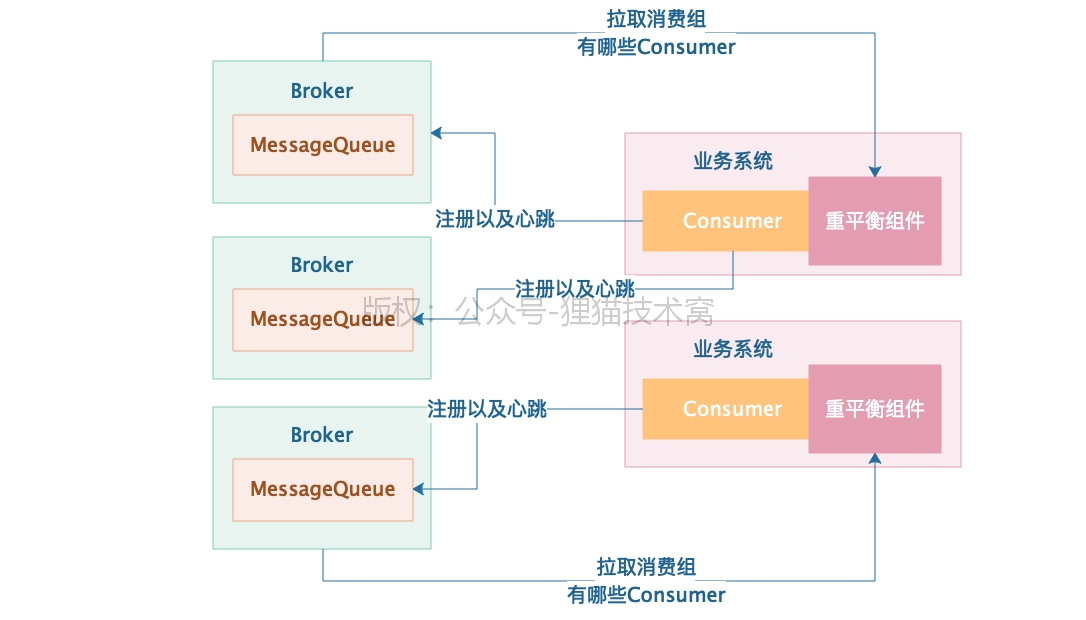 拉取消费组
有哪些Consumer
Broker
MessageQueue
业务系统
Consumer
重平衡组件
注册以及心跳
Broker
MessageQueue
注册以及心跳
版权：公众号-狸猫技术窝
业务系统
Consumer
重平衡组件
注册以及心跳
Broker
MessageQueue
拉取消费组
有哪些Consumer